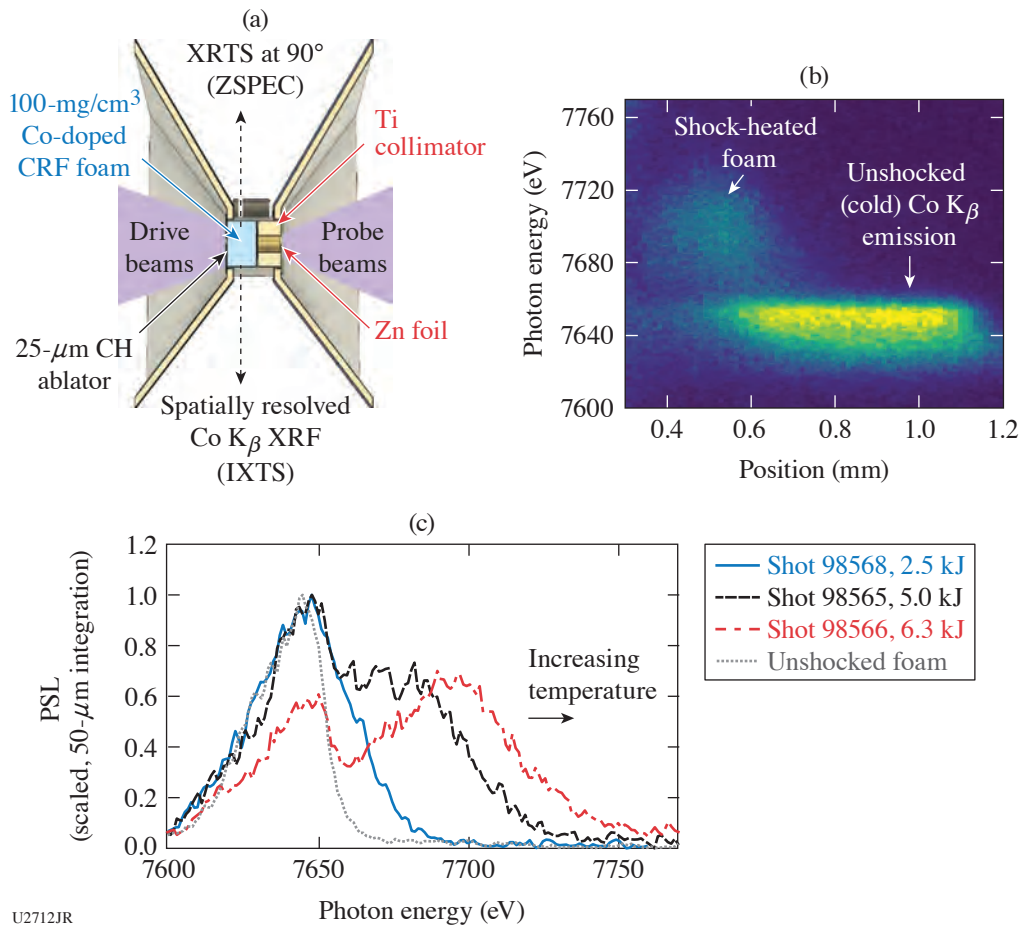 (a)
XRTS at 90°
(ZSPEC)
100-mg/cm³
Co-doped
CRF foam
Ti
collimator
Drive
beams
Probe
beams
Zn foil
25-μm CH
ablator
Spatially resolved
Co Kβ XRF
(IXTS)
(b)
7760
7720
7680
7640
7600
Photon energy (eV)
Shock-heated
foam
Unshocked
(cold) Co Kβ
emission
0.4 0.6 0.8 1.0 1.2
Position (mm)
(c)
1.2
1.0
0.8
0.6
0.4
0.2
0.0
PSL
(scaled, 50-μm integration)
Increasing
temperature
7600 7650 7700 7750
Photon energy (eV)
Shot 98568, 2.5 kJ
Shot 98565, 5.0 kJ
Shot 98566, 6.3 kJ
Unshocked foam
U2712JR